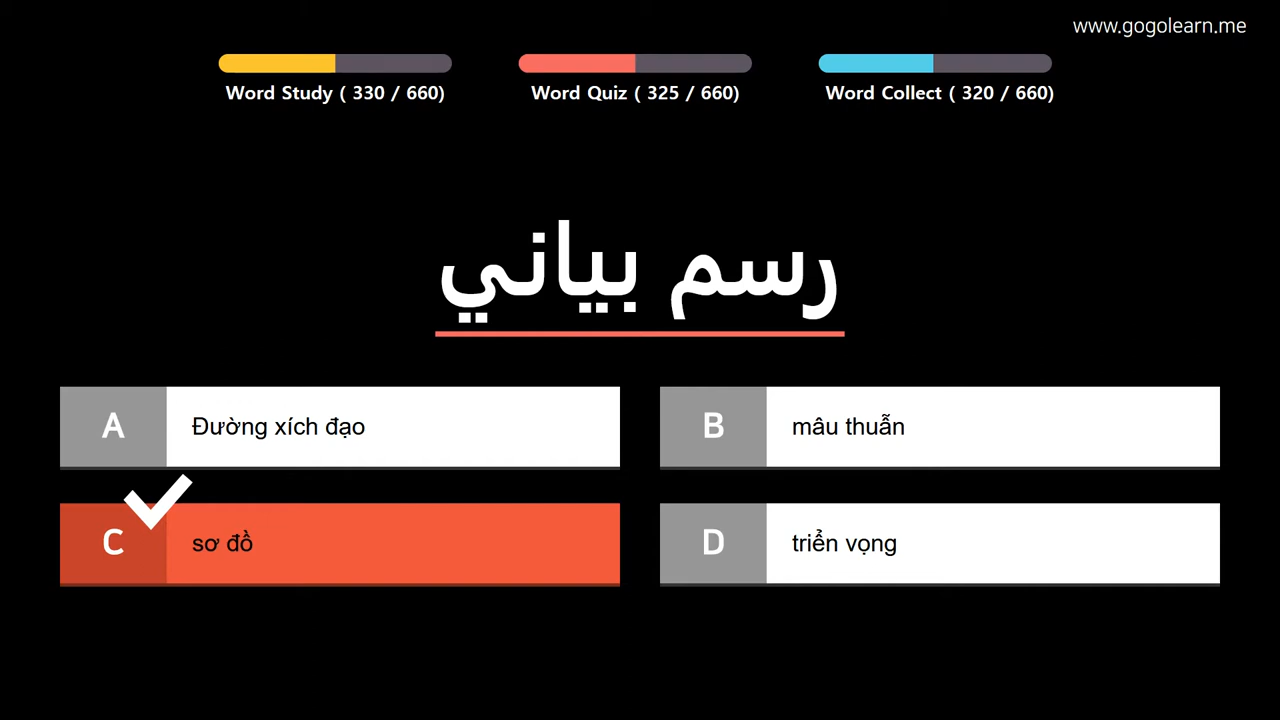 www.gogolearn.me
Word Study ( 330 / 660)
Word Quiz ( 325 / 660)
Word Collect ( 320 / 660)
رسم بياني
A
Đường xích đạo
B
mâu thuẫn
C
sơ đồ
D
triển vọng